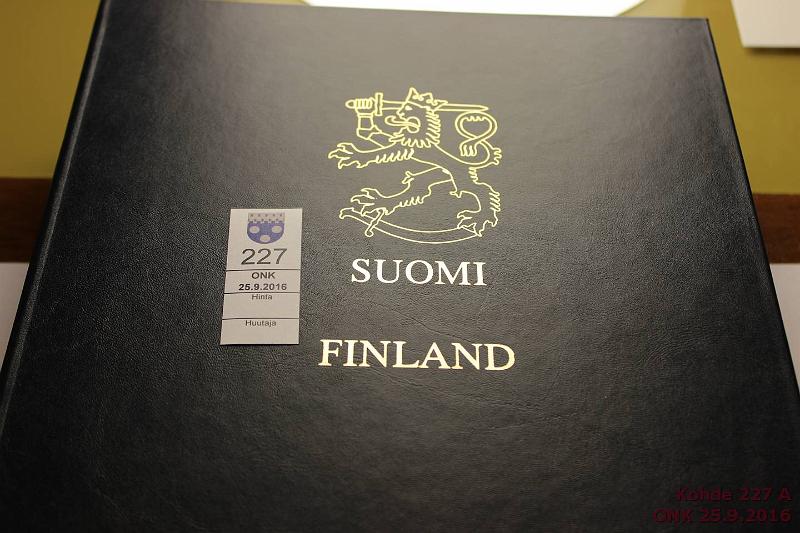 SUOMI
FINLAND
227
ONK
25.9.2016
Hinta
Huutaja
Kohde 227 A
ONK 25.9.2016